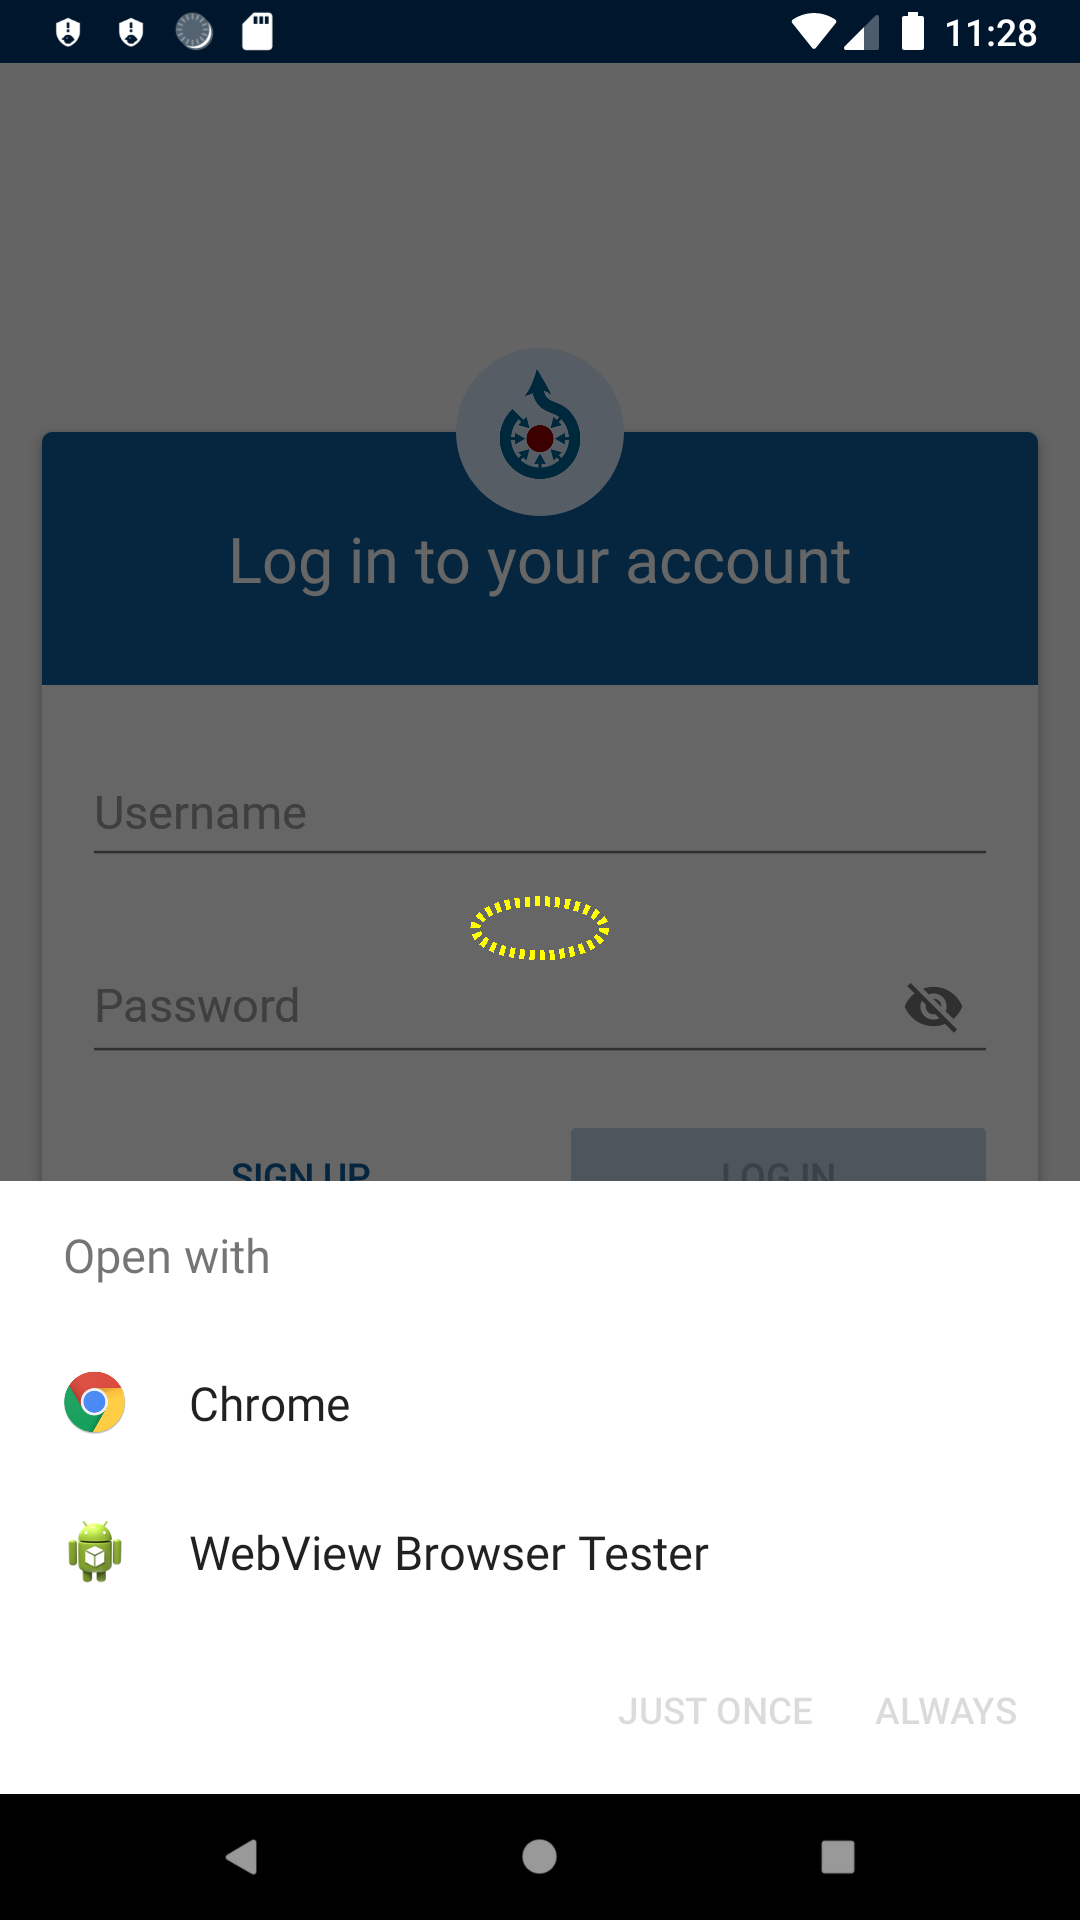 11:28
Log in to your account
Username
Password
SIGN UP
LOG IN
Open with
Chrome
WebView Browser Tester
JUST ONCE
ALWAYS